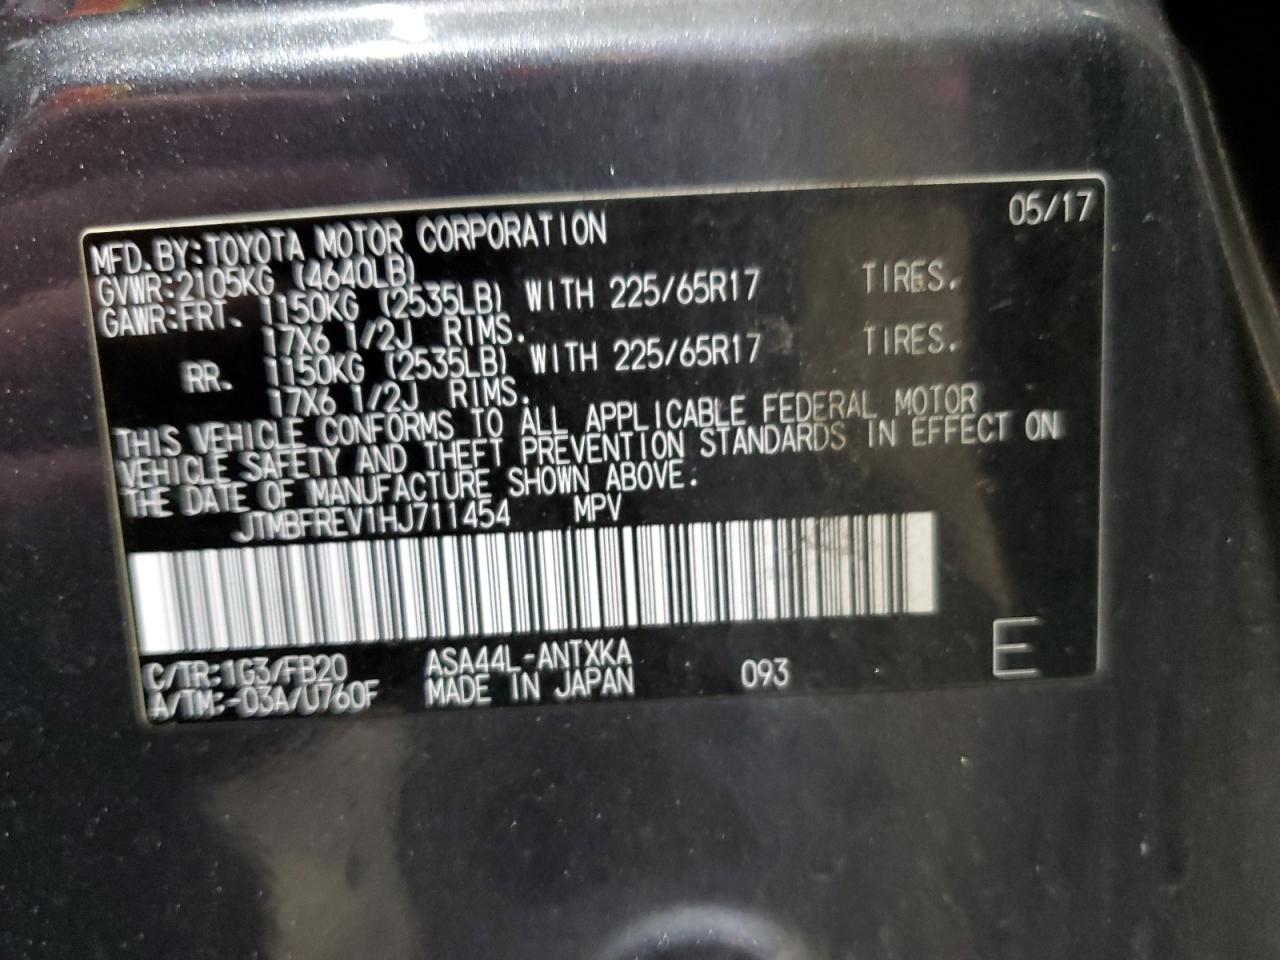 05/17
MFD.BY:TOYOTA MOTOR CORPORATION
GVWR:2105KG (4640LB)
GAWR:FRT. 1150KG (2535LB) WITH 225/65R17 TIRES.
17X6 1/2J RIMS.
RR. 1150KG (2535LB) WITH 225/65R17 TIRES.
17X6 1/2J RIMS.
THIS VEHICLE CONFORMS TO ALL APPLICABLE FEDERAL MOTOR
VEHICLE SAFETY AND THEFT PREVENTION STANDARDS IN EFFECT ON
THE DATE OF MANUFACTURE SHOWN ABOVE.
JTMBFREV1HJ711454 MPV
C/TR:1G3/FB20 ASA44L-ANTXKA 093 E
A/TM:-03A/U760F MADE IN JAPAN